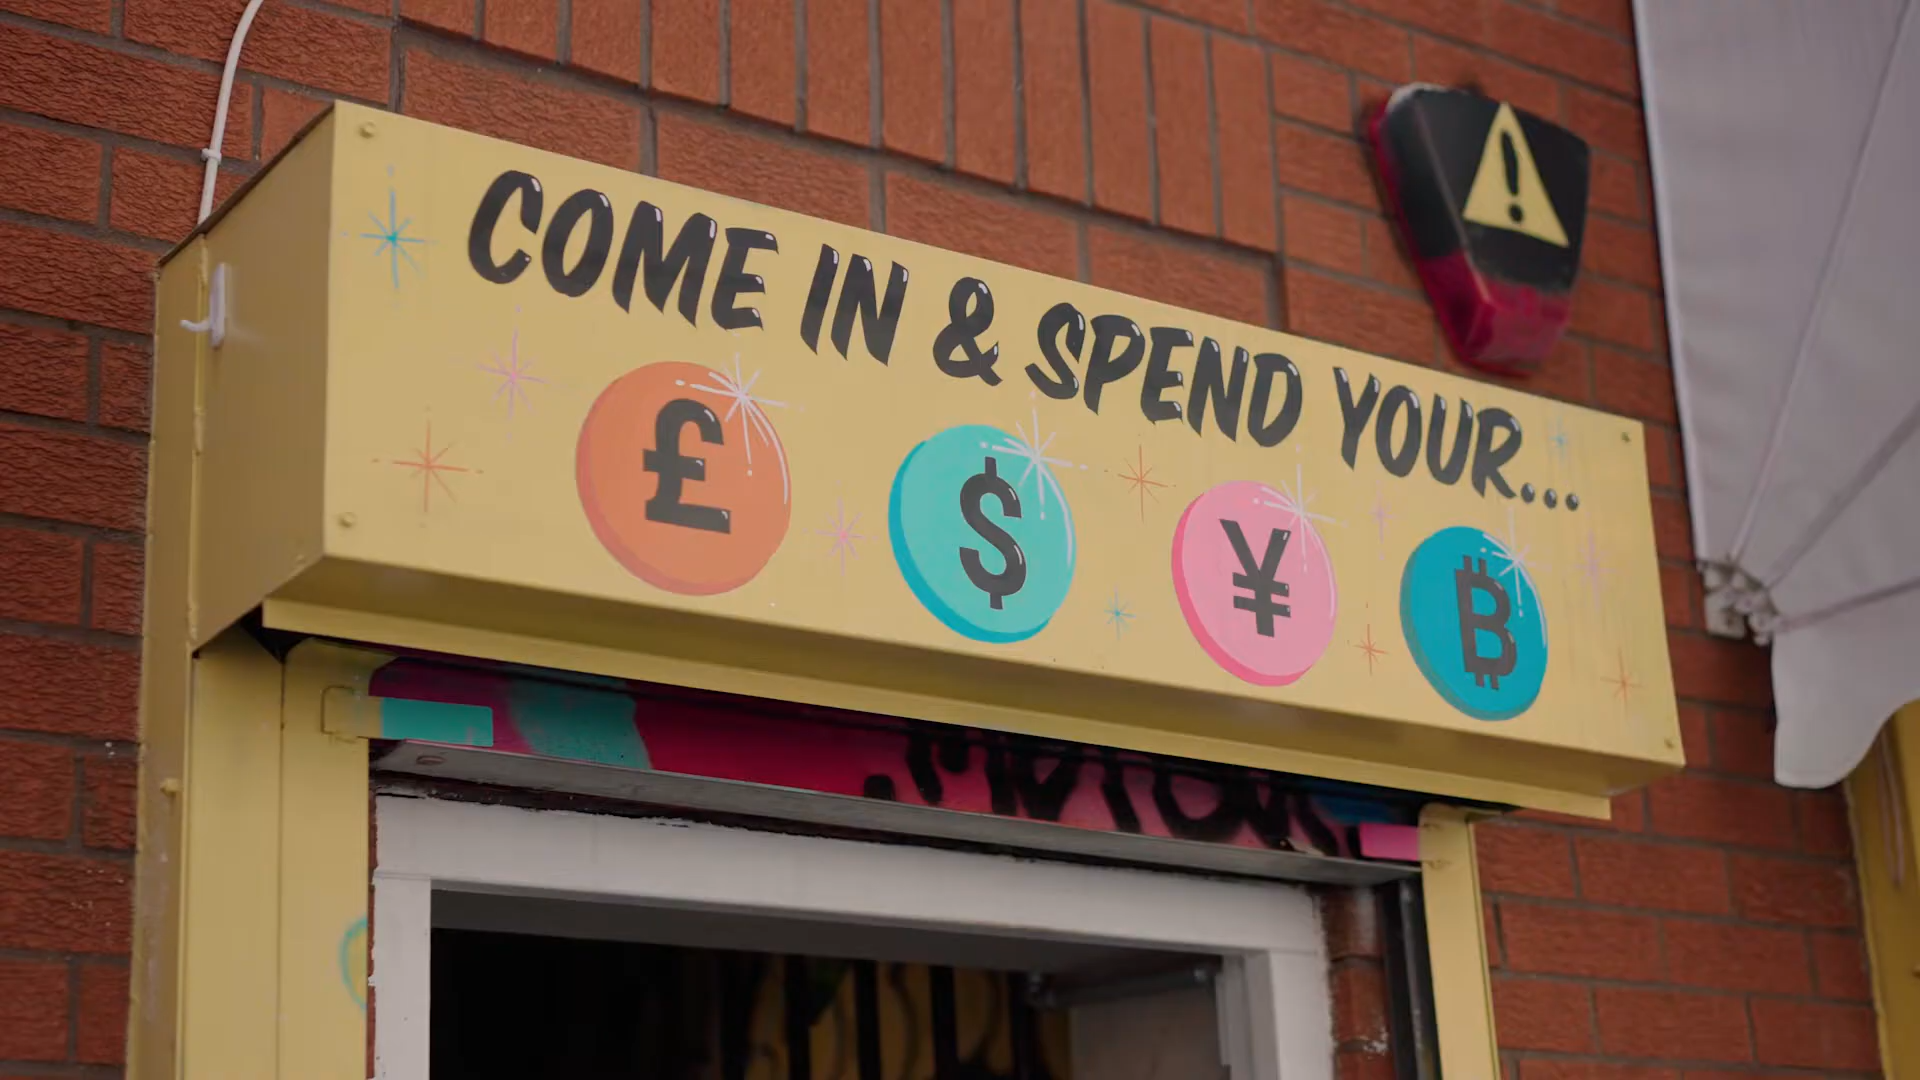 COME IN & SPEND YOUR...
£ $ ¥ ₿